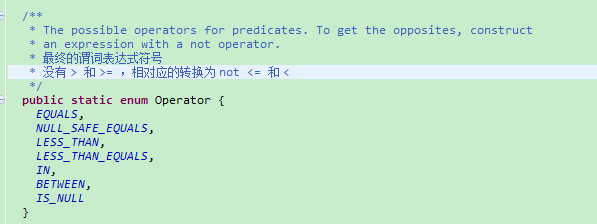 /**
 * The possible operators for predicates. To get the opposites, construct
 * an expression with a not operator.
 * 最终的谓词表达式符号
 * 没有 > 和 >= ，相对应的转换为 not <= 和 <
 */
public static enum Operator {
EQUALS,
NULL_SAFE_EQUALS,
LESS_THAN,
LESS_THAN_EQUALS,
IN,
BETWEEN,
IS_NULL
}